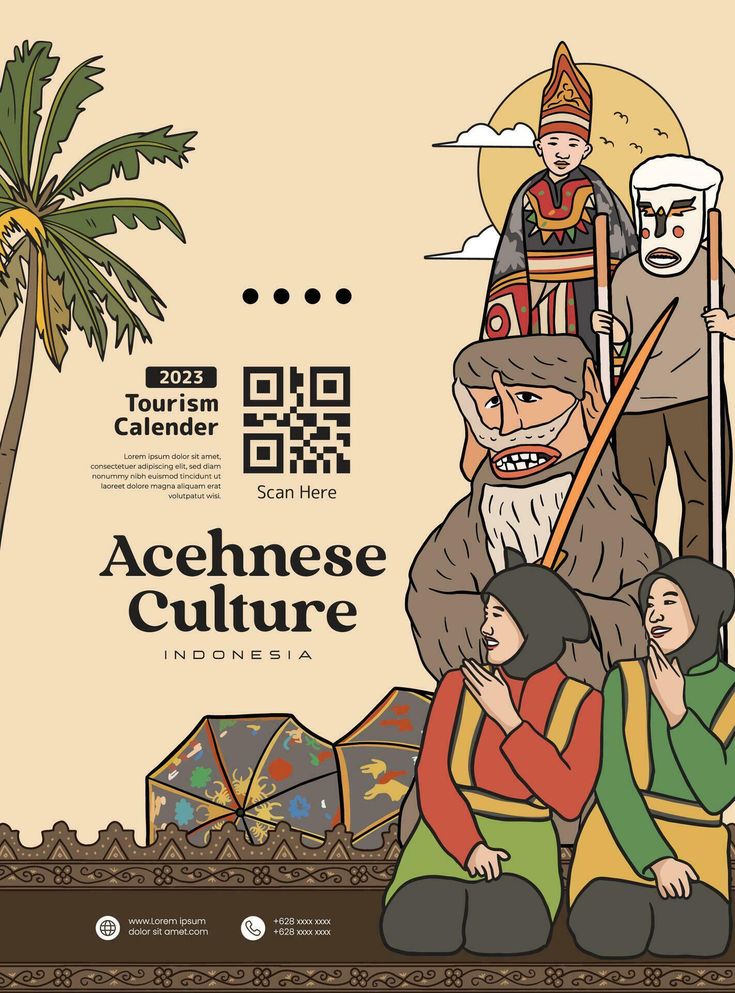 2023
Tourism
Calender
Lorem ipsum dolor sit amet,
consectetuer adipiscing elit, sed diam
nonummy nibh euismod tincidunt ut
laoreet dolore magna aliquam erat
volutpatut wisi.
Scan Here
Acehnese
Culture
INDONESIA
www.Lorem ipsum
dolor sit amet.com
+628 xxxx xxxx
+628 xxxx xxxx